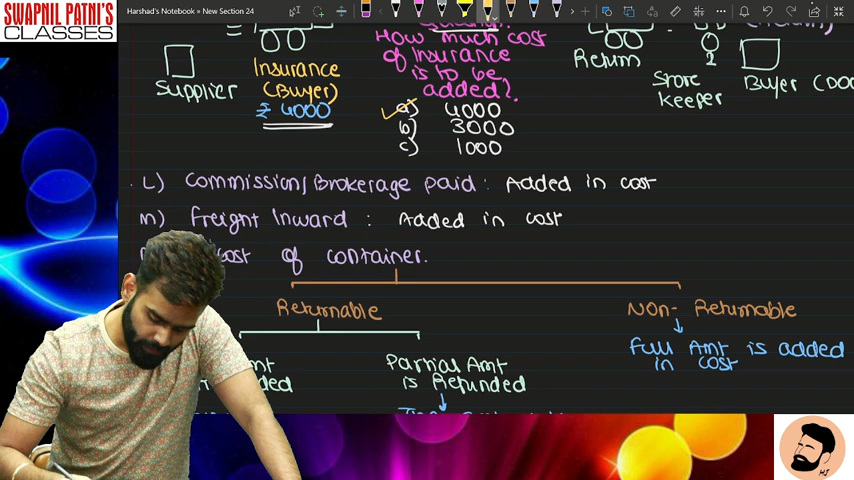 SWAPNIL PATNI'S
CLASSES
Harshad's Notebook » New Section 24
Question:
How much cost
of Insurance
is to be
added?
Supplier
Insurance
(Buyer)
₹ 4000
a) 4000
b) 3000
c) 1000
Return
Store
keeper
Buyer
L) Commission/Brokerage paid : Added in cost
m) Freight Inward : Added in cost
cost of container.
Returnable
Non- Returnable
Full Amt is added
in cost
Partial Amt
is Refunded